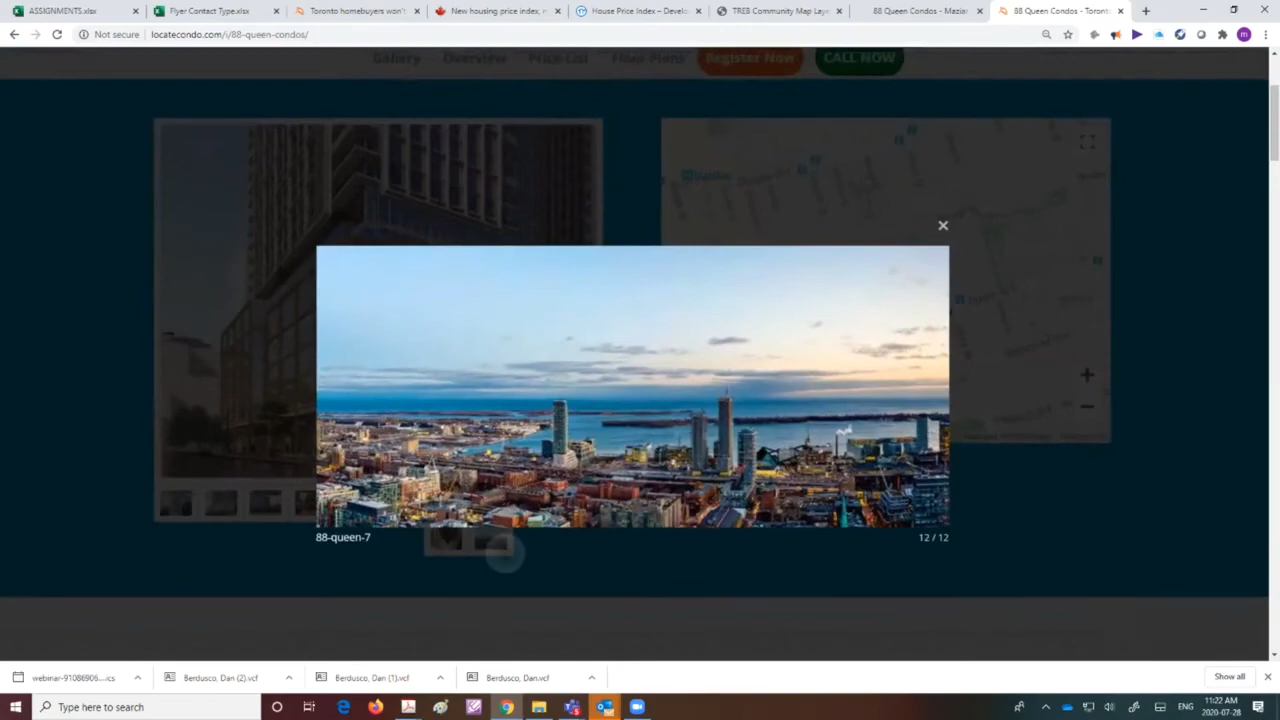 ASSIGNMENTS.xlsx
Flyer Contact Type.xlsx
Toronto homebuyers won'
New housing price index, m
House Price Index – Develo
TREB Community Map Laye
88 Queen Condos - Maziar
88 Queen Condos - Toronto
Not secure
locatecondo.com/i/88-queen-condos/
Gallery
Overview
Price List
Floor Plans
Register Now
CALL NOW
88-queen-7
12 / 12
webinar-91086906....ics
Berdusco, Dan (2).vcf
Berdusco, Dan (1).vcf
Berdusco, Dan.vcf
Show all
Type here to search
ENG
11:22 AM
2020-07-28